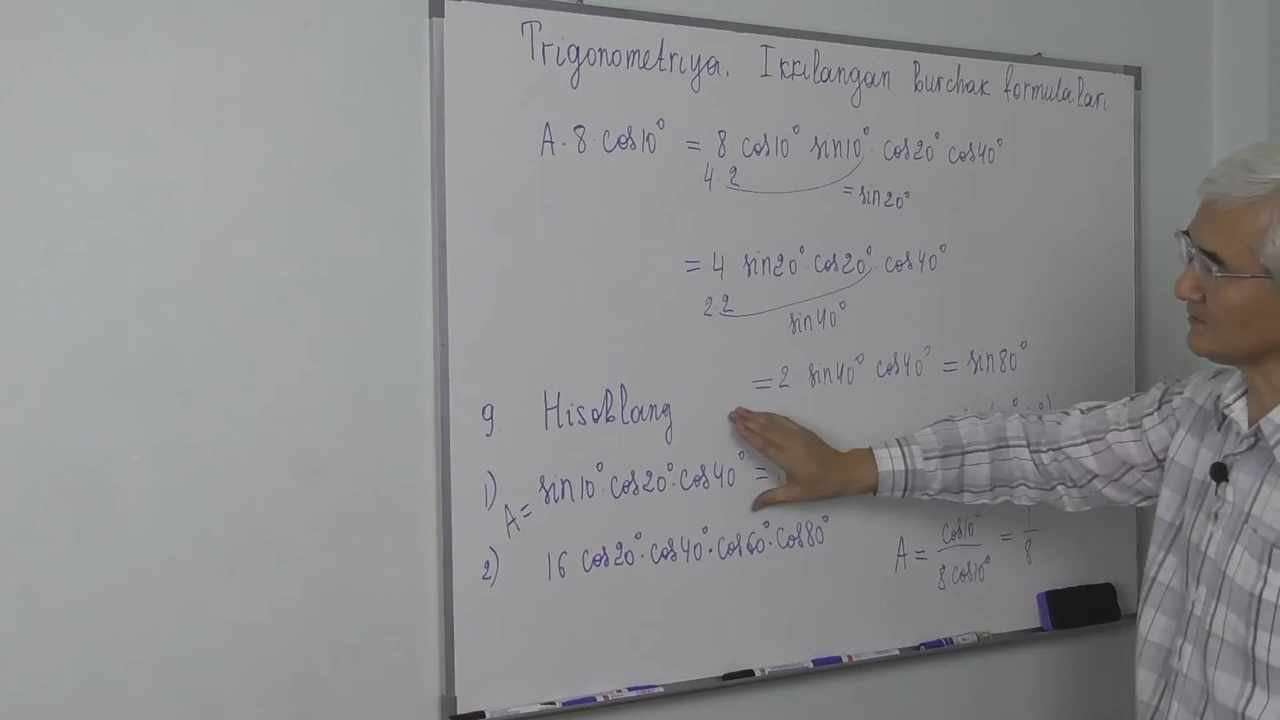 Trigonometriya. Ikkilangan burchak formulalari
A · 8 · cos10° = 8 cos10° sin10° · cos20° cos40°
4 · 2
= sin20°
= 4 sin20° cos20° · cos40°
2 · 2
sin40°
= 2 sin40° cos40° = sin80°
9. Hisoblang
1) A = sin10° · cos20° · cos40° =
2) 16 cos20° · cos40° · cos60° · cos80°
A = cos10° / 8 cos10° = 1 / 8